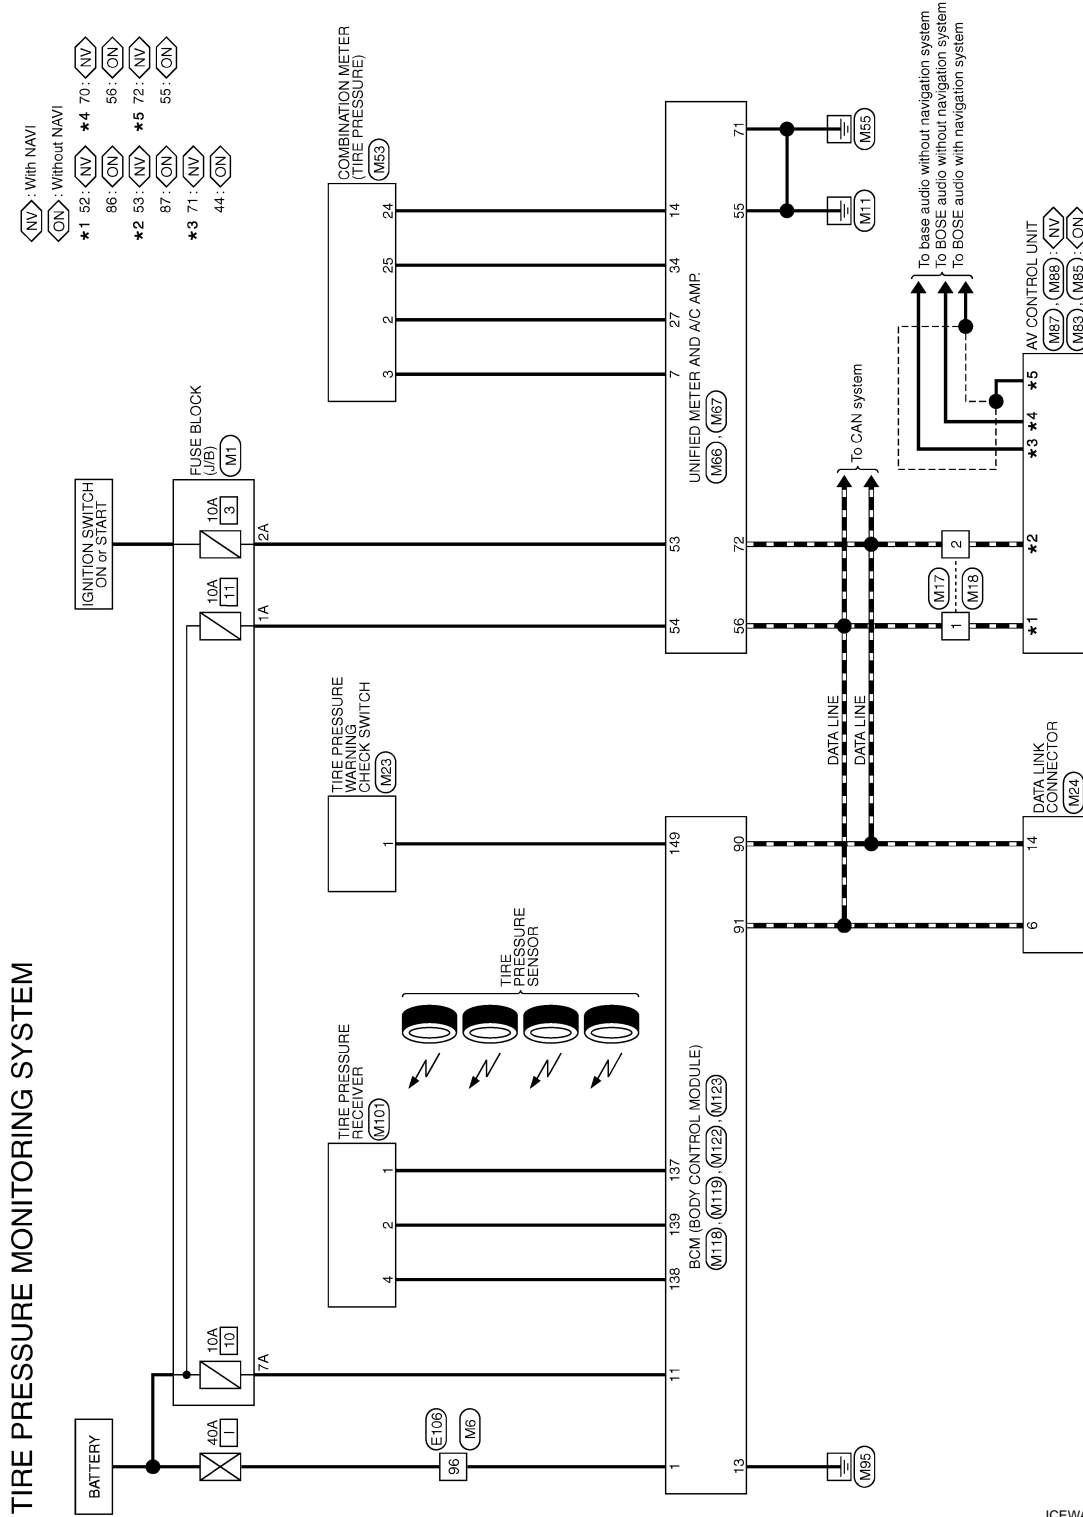 TIRE PRESSURE MONITORING SYSTEM
NV : With NAVI
ON : Without NAVI
*1 52 : NV
86 : ON
*2 53 : NV
87 : ON
*3 71 : NV
44 : ON
*4 70 : NV
56 : ON
*5 72 : NV
55 : ON
BATTERY
IGNITION SWITCH
ON or START
40A
I
10A
10
7A
10A
11
1A
10A
3
2A
FUSE BLOCK
(J/B)
M1
E106
96
M6
TIRE PRESSURE
RECEIVER
M101
4 2 1
TIRE
PRESSURE
SENSOR
TIRE PRESSURE
WARNING
CHECK SWITCH
M23
1
COMBINATION METER
(TIRE PRESSURE)
M53
3 2 25 24
1 11 138 139 137 149
BCM (BODY CONTROL MODULE)
M118 , M119 , M122 , M123
13 91 90
54 53 7 27 34 14
UNIFIED METER AND A/C AMP.
M66 , M67
56 72 55 71
M95
M11
M55
DATA LINE
DATA LINE
To CAN system
M17
1 2
M18
To base audio without navigation system
To BOSE audio without navigation system
To BOSE audio with navigation system
6 14
DATA LINK
CONNECTOR
M24
*1 *2 *3 *4 *5
AV CONTROL UNIT
M87 , M88 : NV
M83 , M85 : ON